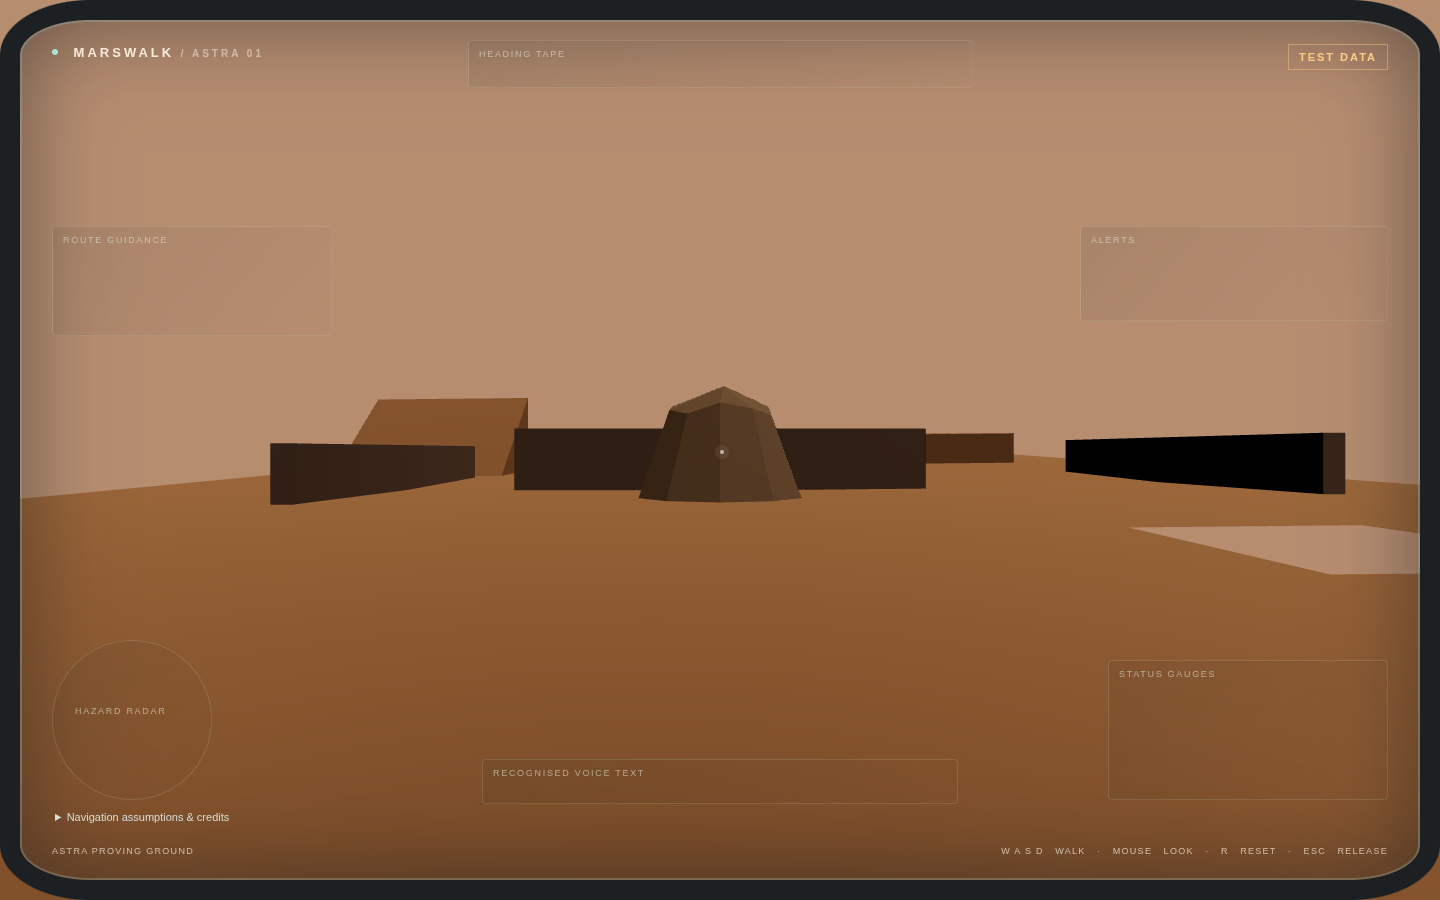 MARSWALK / ASTRA 01
HEADING TAPE
TEST DATA
ROUTE GUIDANCE
ALERTS
HAZARD RADAR
STATUS GAUGES
RECOGNISED VOICE TEXT
▶ Navigation assumptions & credits
ASTRA PROVING GROUND
W A S D WALK · MOUSE LOOK · R RESET · ESC RELEASE